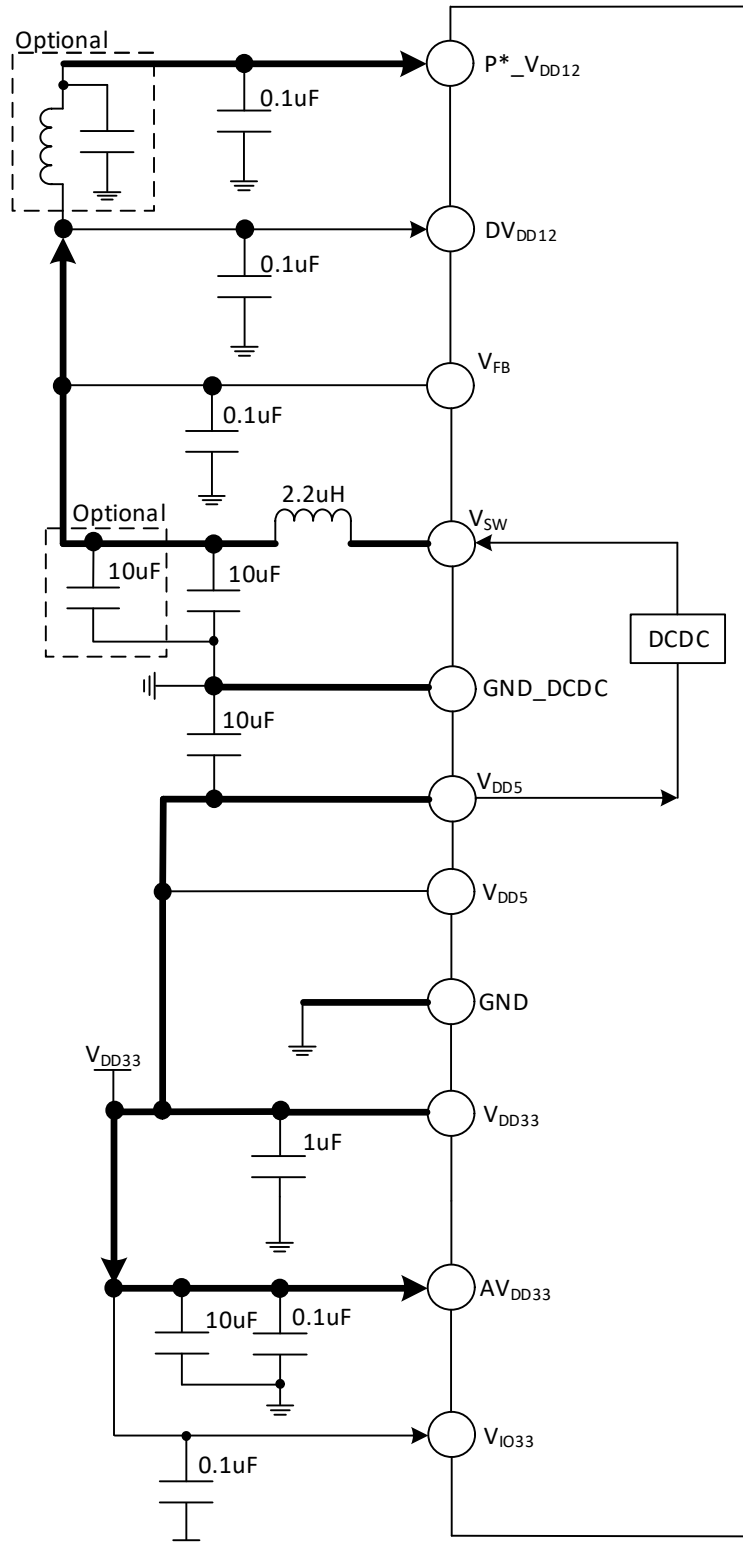 Optional
P*_VDD12
0.1uF
DVDD12
0.1uF
VFB
0.1uF
2.2uH
Optional
VSW
10uF
10uF
DCDC
GND_DCDC
10uF
VDD5
VDD5
GND
VDD33
VDD33
1uF
AVDD33
10uF
0.1uF
VIO33
0.1uF